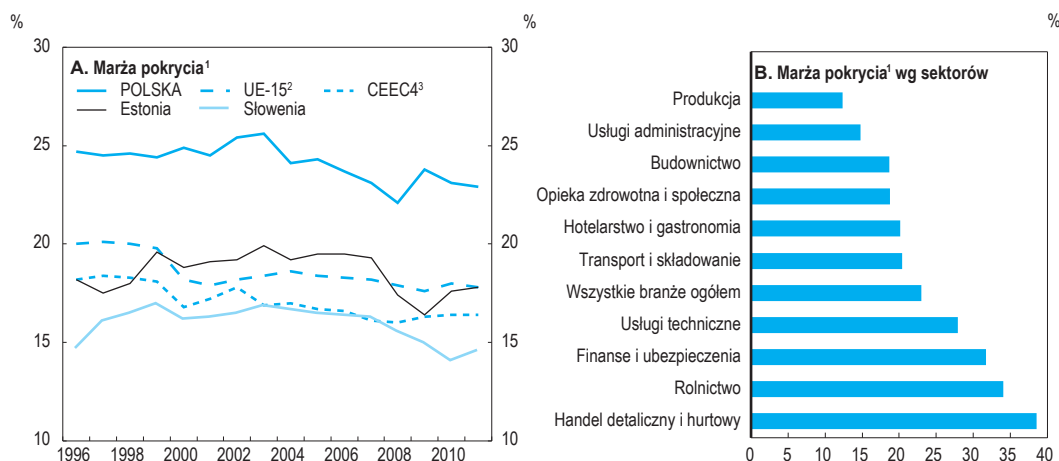 %
%
%
30
30
A. Marża pokrycia¹
POLSKA
UE-15²
CEEC4³
Estonia
Słowenia
25
25
20
20
15
15
10
10
1996
1998
2000
2002
2004
2006
2008
2010
B. Marża pokrycia¹ wg sektorów
Produkcja
Usługi administracyjne
Budownictwo
Opieka zdrowotna i społeczna
Hotelarstwo i gastronomia
Transport i składowanie
Wszystkie branże ogółem
Usługi techniczne
Finanse i ubezpieczenia
Rolnictwo
Handel detaliczny i hurtowy
0
5
10
15
20
25
30
35
40